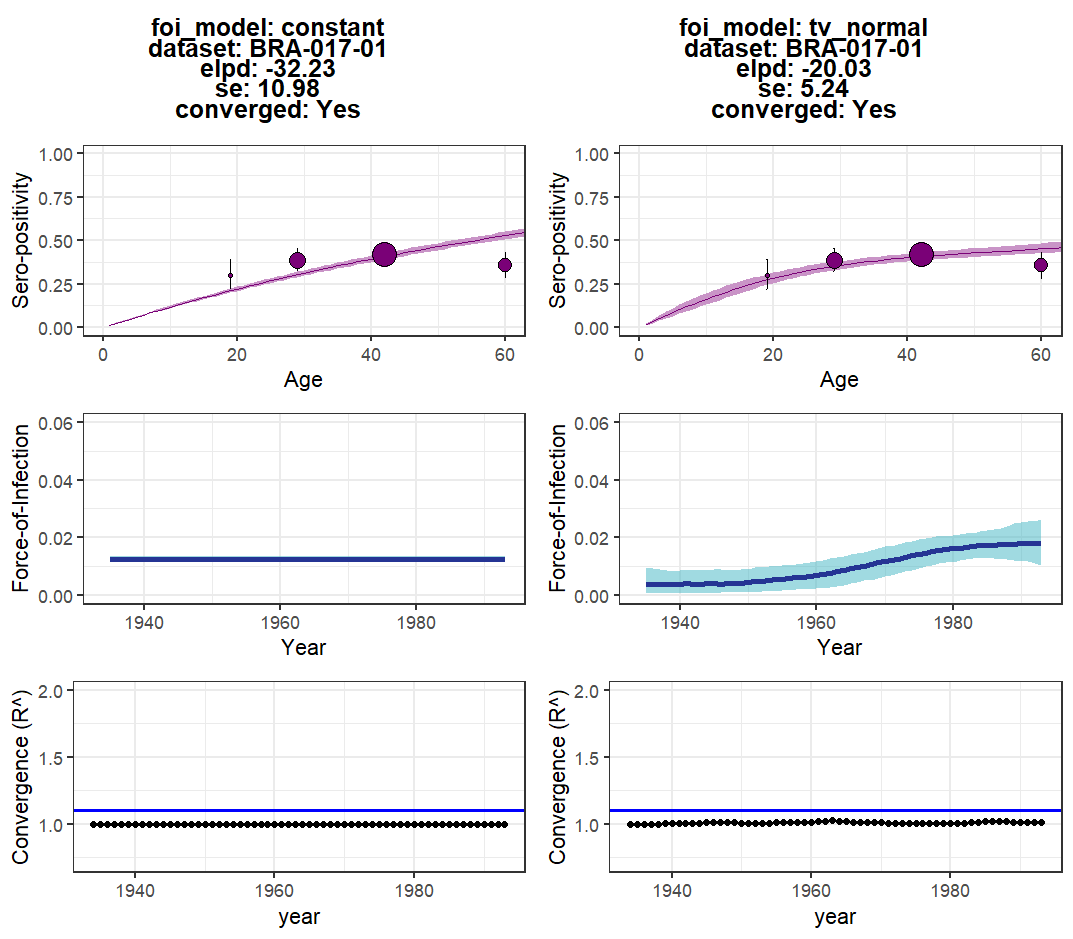 foi_model: constant
dataset: BRA-017-01
elpd: -32.23
se: 10.98
converged: Yes
1.00
0.75
0.50
0.25
0.00
Sero-positivity
0 20 40 60
Age
0.06
0.04
0.02
0.00
Force-of-Infection
1940 1960 1980
Year
2.0
1.5
1.0
Convergence (R^)
1940 1960 1980
year
foi_model: tv_normal
dataset: BRA-017-01
elpd: -20.03
se: 5.24
converged: Yes
1.00
0.75
0.50
0.25
0.00
Sero-positivity
0 20 40 60
Age
0.06
0.04
0.02
0.00
Force-of-Infection
1940 1960 1980
Year
2.0
1.5
1.0
Convergence (R^)
1940 1960 1980
year